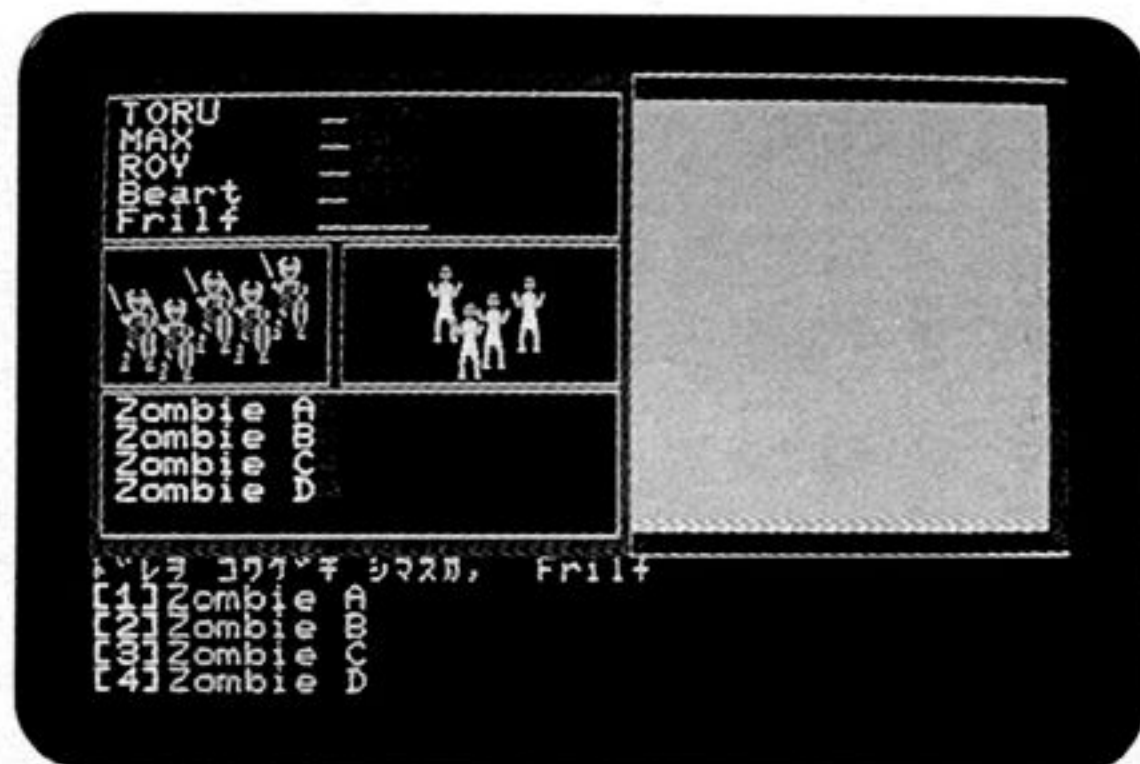 TORU
MAX
ROY
Beart
Frilf
Zombie A
Zombie B
Zombie C
Zombie D
ドレヲ コウゲキ シマスカ, Frilf
[1]Zombie A
[2]Zombie B
[3]Zombie C
[4]Zombie D